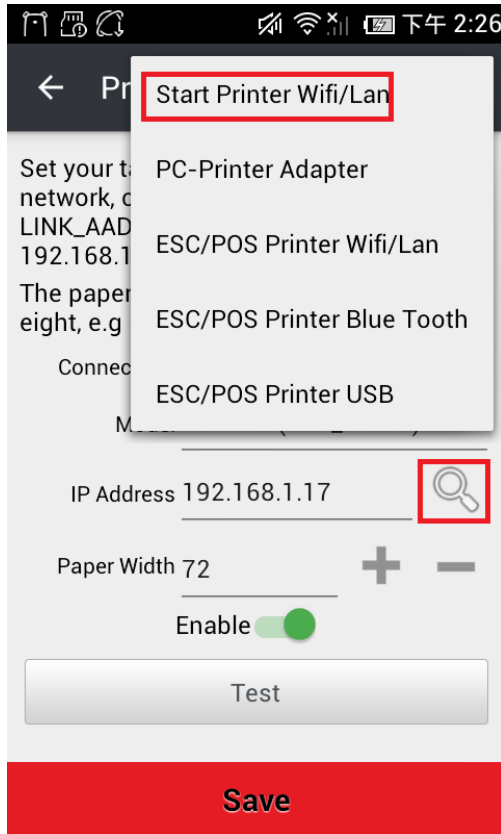 下午 2:26
Pr
Start Printer Wifi/Lan
PC-Printer Adapter
ESC/POS Printer Wifi/Lan
ESC/POS Printer Blue Tooth
ESC/POS Printer USB
Set your ta
network, c
LINK_AAD
192.168.1
The paper
eight, e.g
Connec
IP Address 192.168.1.17
Paper Width 72
Enable
Test
Save